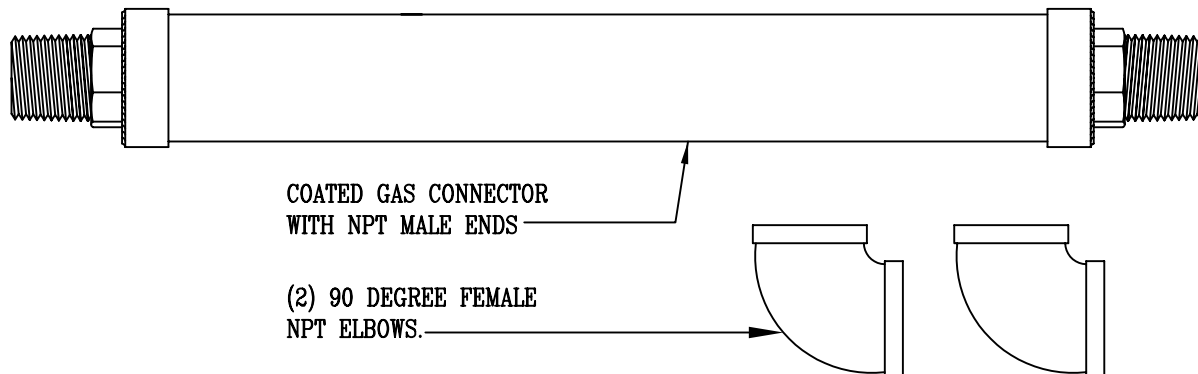 COATED GAS CONNECTOR
WITH NPT MALE ENDS
(2) 90 DEGREE FEMALE
NPT ELBOWS.